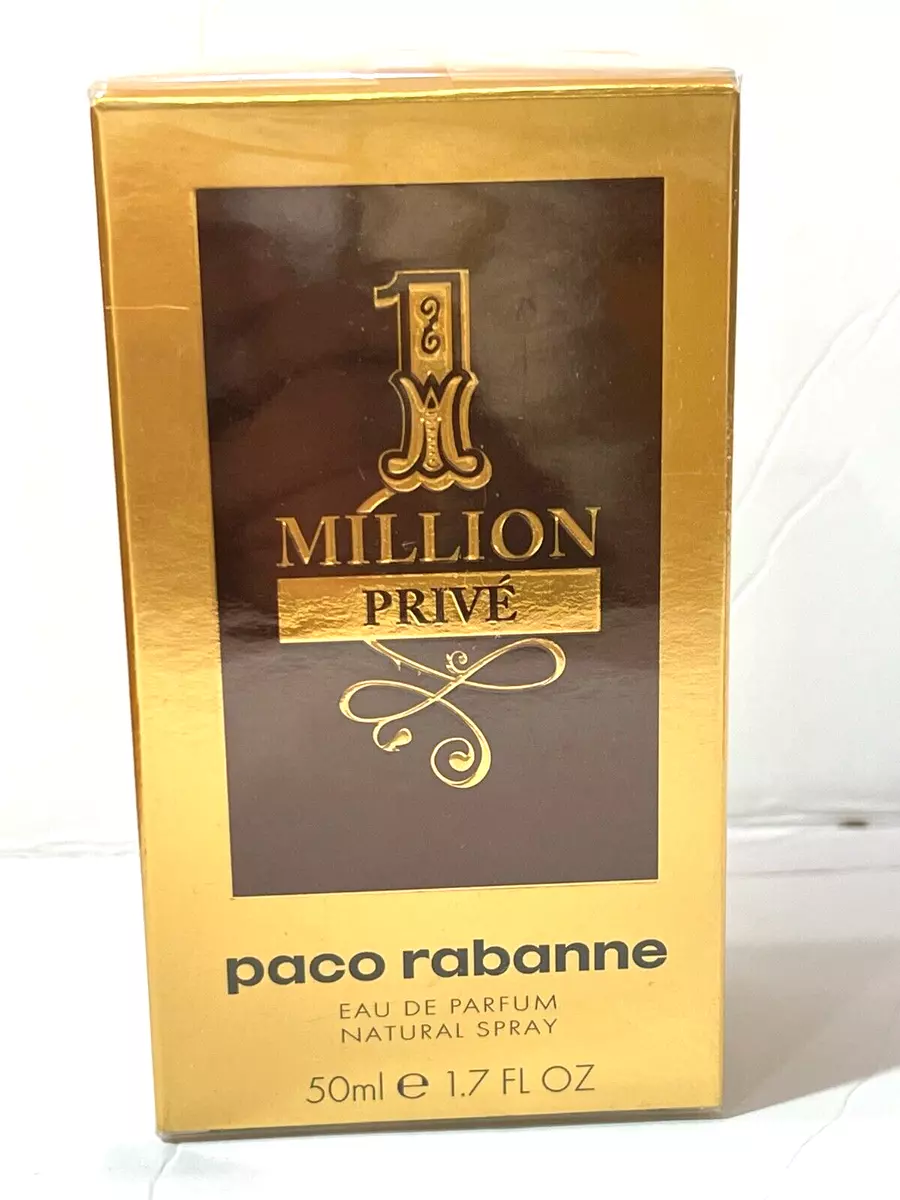 1
MILLION
PRIVÉ
paco rabanne
EAU DE PARFUM
NATURAL SPRAY
50ml ℮ 1.7 FL OZ